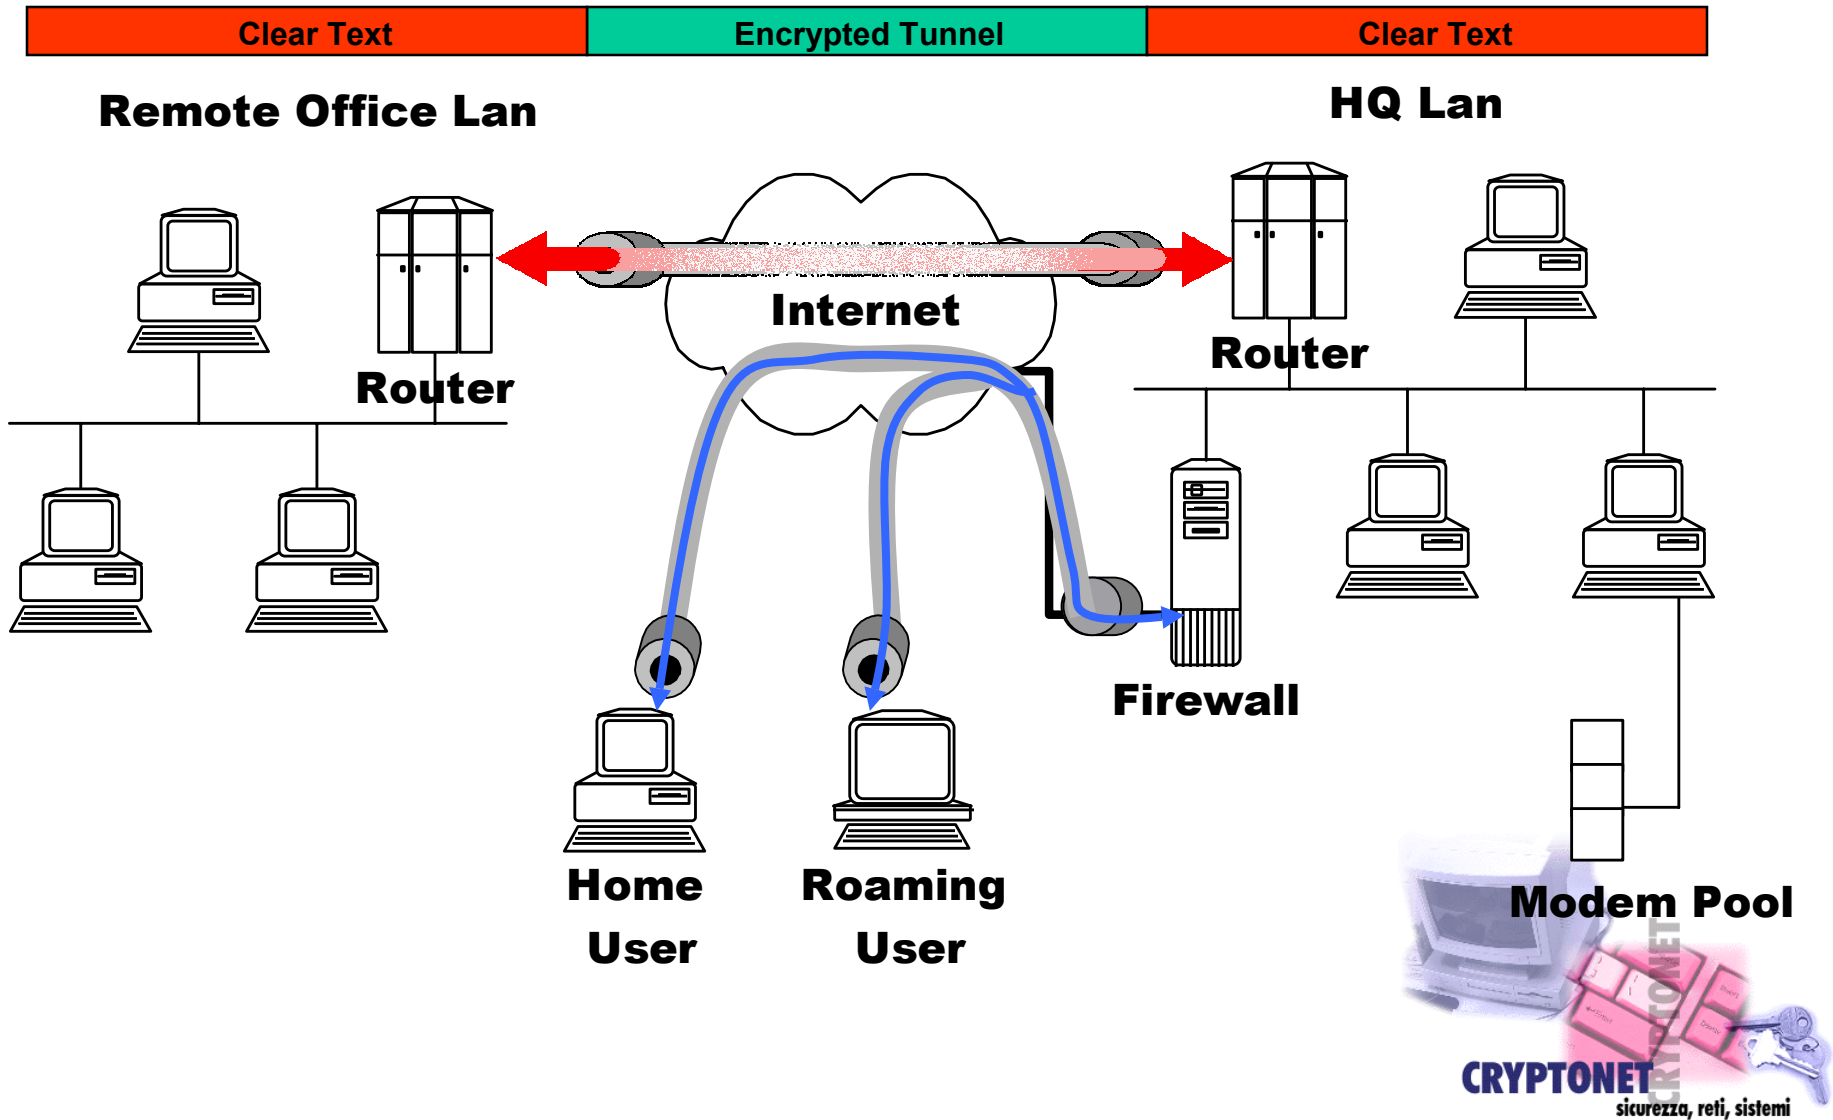 Clear Text
Encrypted Tunnel
Clear Text
Remote Office Lan
HQ Lan
Internet
Router
Router
Firewall
Home
User
Roaming
User
Modem Pool
CRYPTONET
CRYPTONET
sicurezza, reti, sistemi